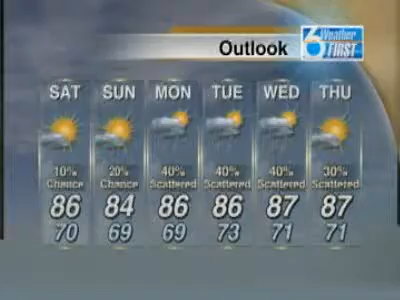 Outlook
6 Weather
FIRST
SAT SUN MON TUE WED THU
10% 20% 40% 40% 40% 30%
Chance Chance Scattered Scattered Scattered Scattered
86 84 86 86 87 87
70 69 69 73 71 71